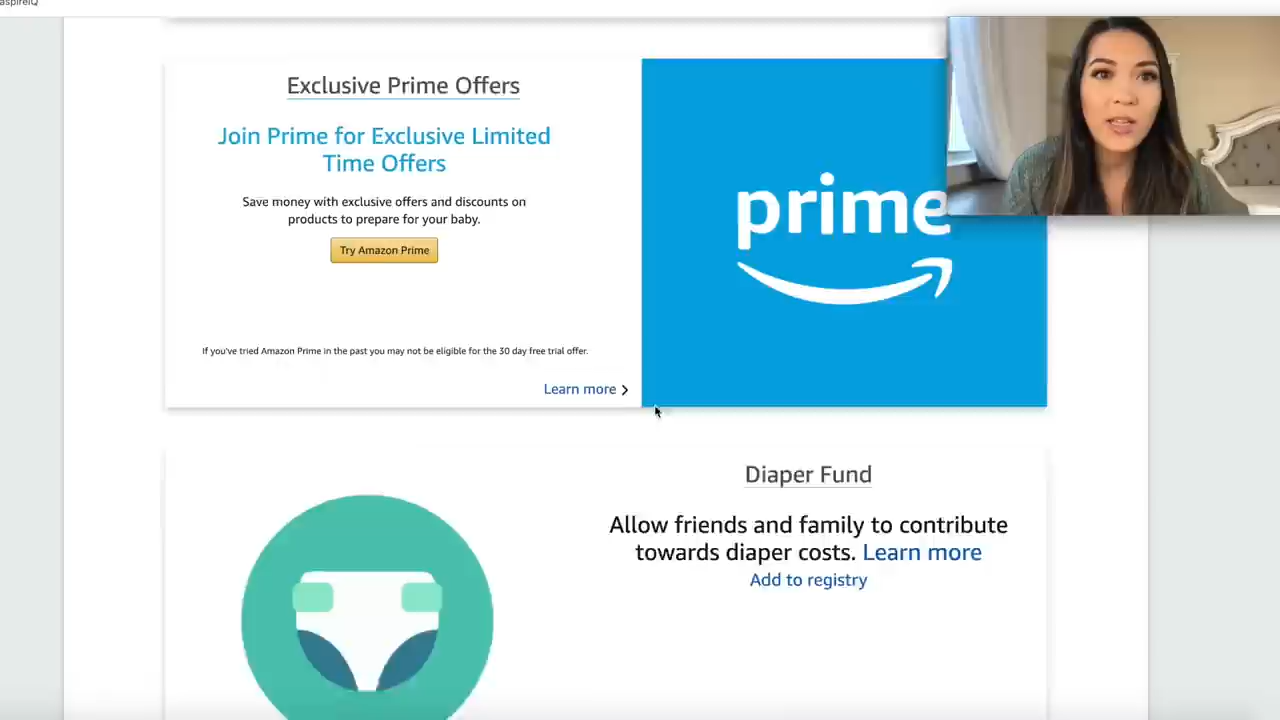 aspireIQ
Exclusive Prime Offers
Join Prime for Exclusive Limited
Time Offers
Save money with exclusive offers and discounts on
products to prepare for your baby.
Try Amazon Prime
If you've tried Amazon Prime in the past you may not be eligible for the 30 day free trial offer.
Learn more
prime
Diaper Fund
Allow friends and family to contribute
towards diaper costs. Learn more
Add to registry